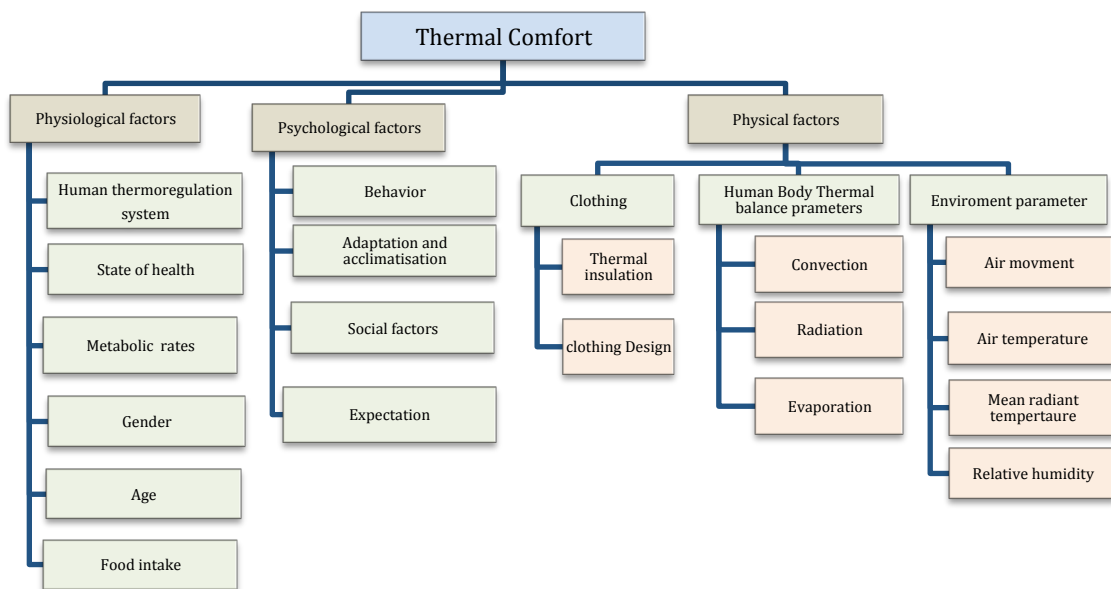 Thermal Comfort
Physiological factors
Psychological factors
Physical factors
Human thermoregulation
system
State of health
Metabolic rates
Gender
Age
Food intake
Behavior
Adaptation and
acclimatisation
Social factors
Expectation
Clothing
Thermal
insulation
clothing Design
Human Body Thermal
balance prameters
Convection
Radiation
Evaporation
Enviroment parameter
Air movment
Air temperature
Mean radiant
tempertaure
Relative humidity